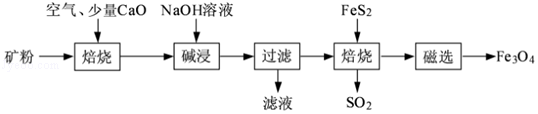 空气、少量CaO NaOH溶液 FeS₂
矿粉 焙烧 碱浸 过滤 焙烧 磁选 Fe₃O₄
滤液 SO₂